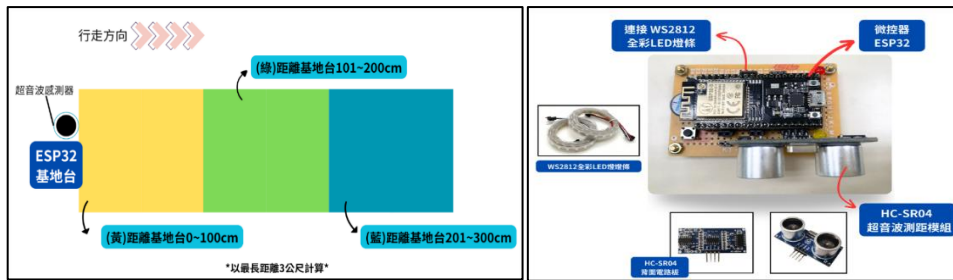 行走方向
(綠)距離基地台101~200cm
超音波感測器
ESP32
基地台
(黃)距離基地台0~100cm
(藍)距離基地台201~300cm
*以最長距離3公尺計算*
連接 WS2812
全彩LED燈條
微控器
ESP32
WS2812全彩LED燈燈條
HC-SR04
超音波測距模組
HC-SR04
背面電路板